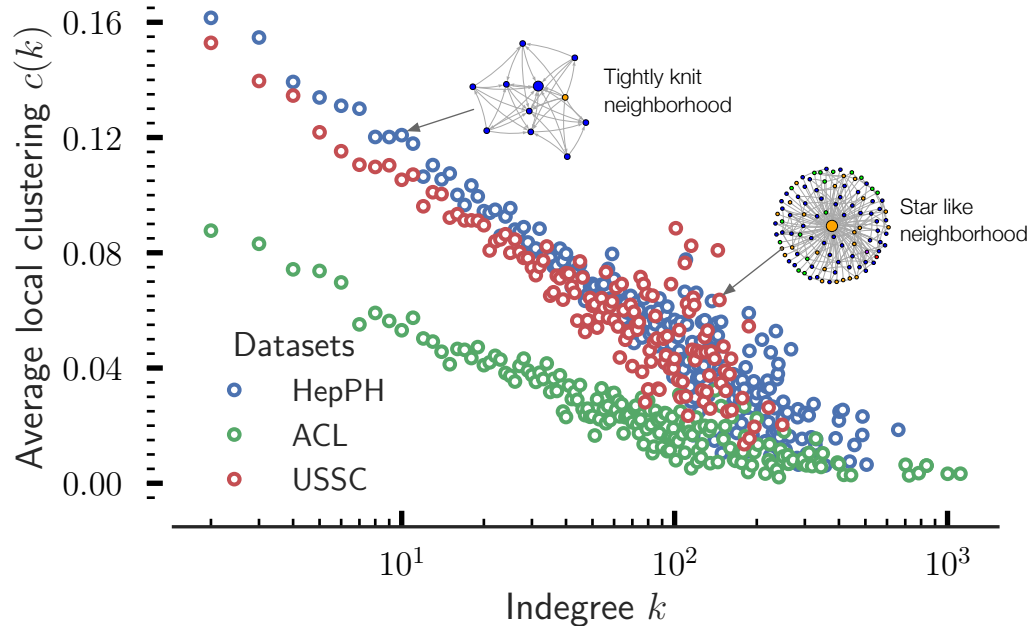 Average local clustering c(k)
0.16
0.12
0.08
0.04
0.00
Tightly knit
neighborhood
Star like
neighborhood
Datasets
HepPH
ACL
USSC
10^1
10^2
10^3
Indegree k